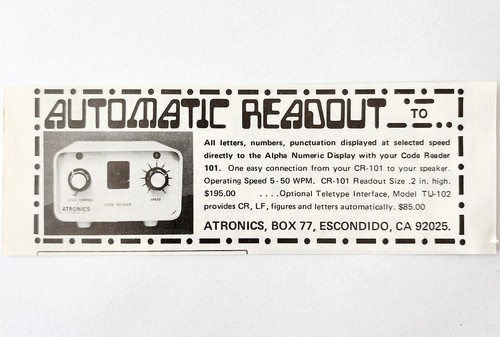 AUTOMATIC READOUT TO
All letters, numbers, punctuation displayed at selected speed
directly to the Alpha Numeric Display with your Code Reader
101. One easy connection from your CR-101 to your speaker.
Operating Speed 5-50 WPM. CR-101 Readout Size .2 in. high.
$195.00 ....Optional Teletype Interface, Model TU-102
provides CR, LF, figures and letters automatically. $85.00
ATRONICS, BOX 77, ESCONDIDO, CA 92025.
ATRONICS
CODE READER
SPEED